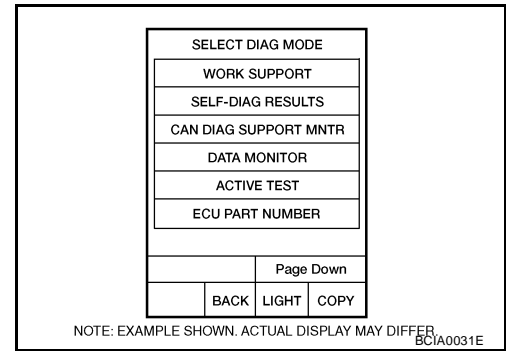 SELECT DIAG MODE
WORK SUPPORT
SELF-DIAG RESULTS
CAN DIAG SUPPORT MNTR
DATA MONITOR
ACTIVE TEST
ECU PART NUMBER
Page Down
BACK LIGHT COPY
NOTE: EXAMPLE SHOWN. ACTUAL DISPLAY MAY DIFFER.
BCIA0031E